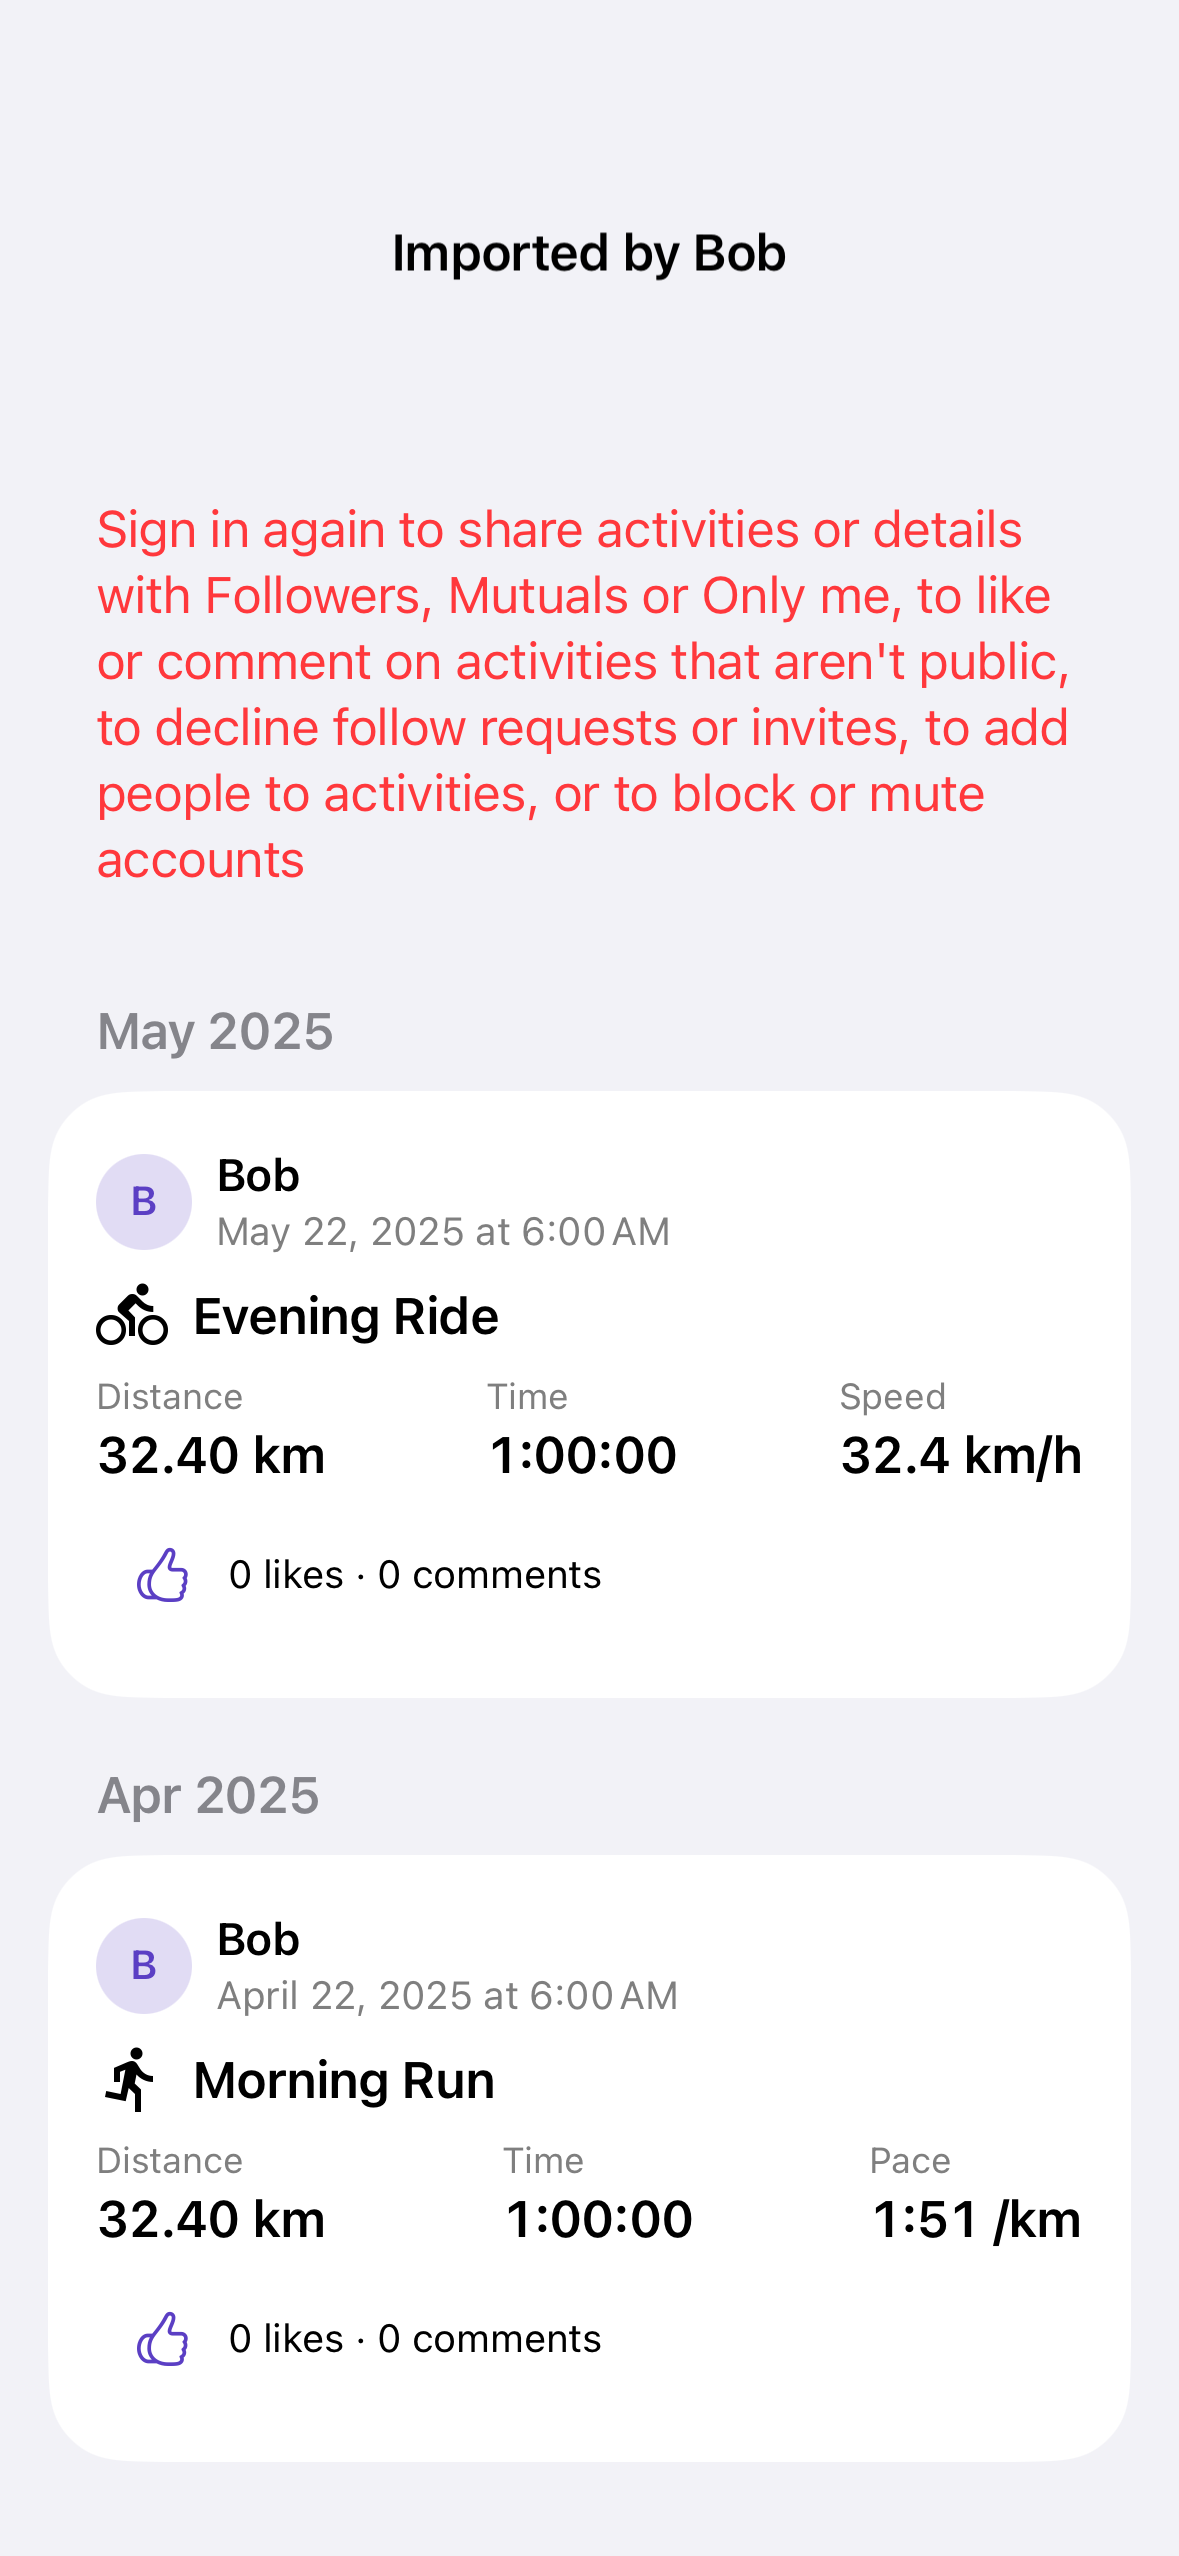 Imported by Bob
Sign in again to share activities or details
with Followers, Mutuals or Only me, to like
or comment on activities that aren't public,
to decline follow requests or invites, to add
people to activities, or to block or mute
accounts
May 2025
B
Bob
May 22, 2025 at 6:00 AM
Evening Ride
Distance Time Speed
32.40 km 1:00:00 32.4 km/h
0 likes · 0 comments
Apr 2025
B
Bob
April 22, 2025 at 6:00 AM
Morning Run
Distance Time Pace
32.40 km 1:00:00 1:51 /km
0 likes · 0 comments